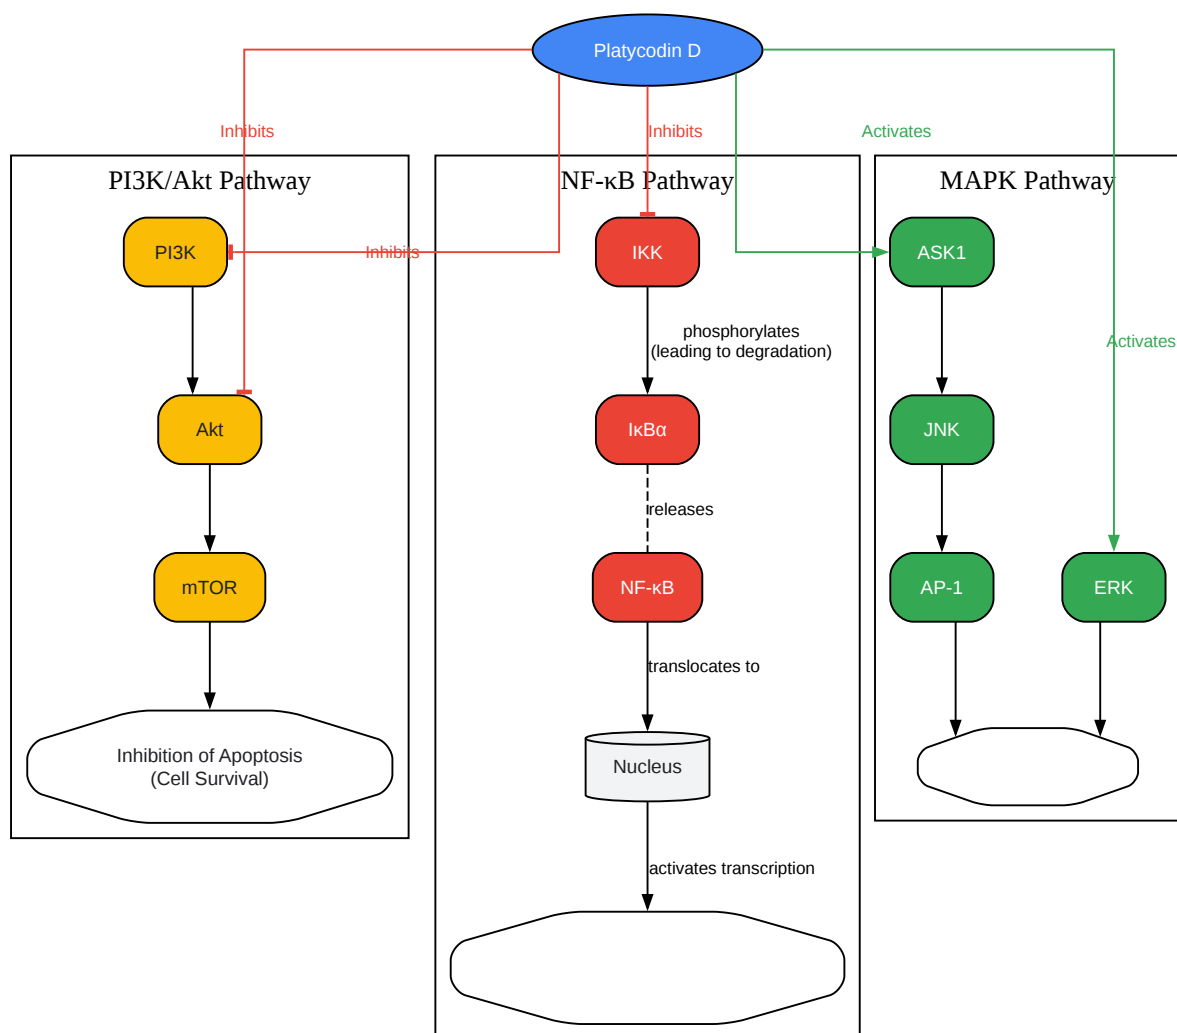 Platycodin D
Inhibits
Inhibits
Activates
PI3K/Akt Pathway
NF-κB Pathway
MAPK Pathway
PI3K
Inhibits
IKK
ASK1
phosphorylates
(leading to degradation)
Activates
Akt
IκBα
JNK
releases
mTOR
NF-κB
AP-1
ERK
translocates to
Inhibition of Apoptosis
(Cell Survival)
Nucleus
activates transcription